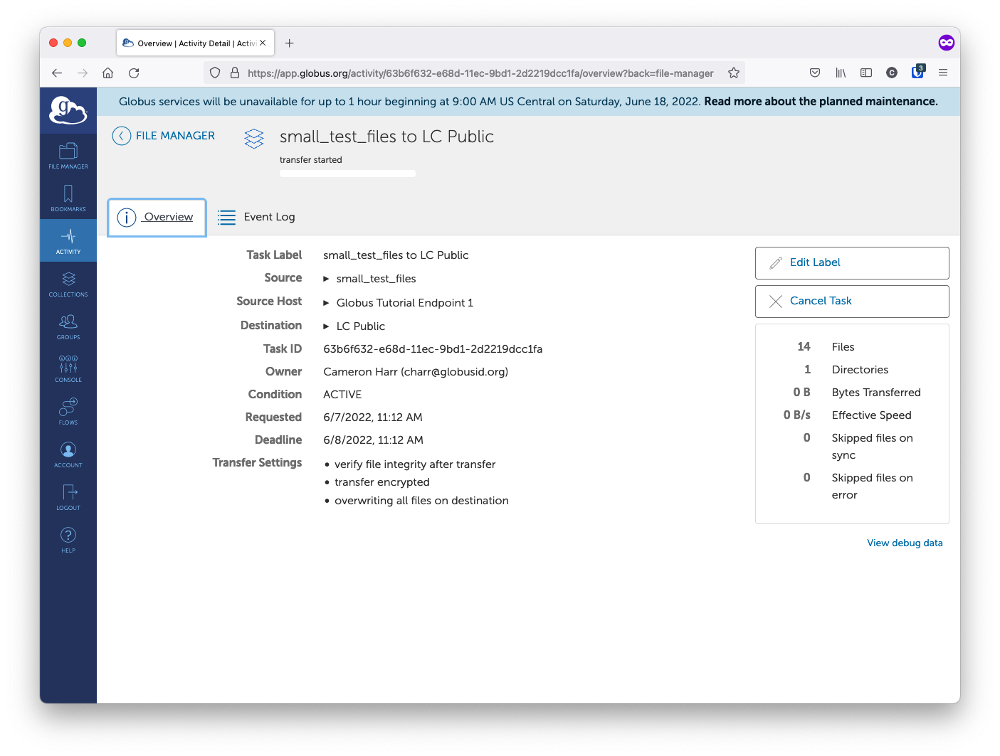 Overview | Activity Detail | Activi
https://app.globus.org/activity/63b6f632-e68d-11ec-9bd1-2d2219dcc1fa/overview?back=file-manager
C
3
Globus services will be unavailable for up to 1 hour beginning at 9:00 AM US Central on Saturday, June 18, 2022. Read more about the planned maintenance.
g
FILE MANAGER
BOOKMARKS
ACTIVITY
COLLECTIONS
GROUPS
CONSOLE
FLOWS
ACCOUNT
LOGOUT
?
HELP
FILE MANAGER
small_test_files to LC Public
transfer started
i Overview
Event Log
Task Label small_test_files to LC Public
Source ▶ small_test_files
Source Host ▶ Globus Tutorial Endpoint 1
Destination ▶ LC Public
Task ID 63b6f632-e68d-11ec-9bd1-2d2219dcc1fa
Owner Cameron Harr (charr@globusid.org)
Condition ACTIVE
Requested 6/7/2022, 11:12 AM
Deadline 6/8/2022, 11:12 AM
Transfer Settings • verify file integrity after transfer
• transfer encrypted
• overwriting all files on destination
Edit Label
Cancel Task
14 Files
1 Directories
0 B Bytes Transferred
0 B/s Effective Speed
0 Skipped files on
sync
0 Skipped files on
error
View debug data